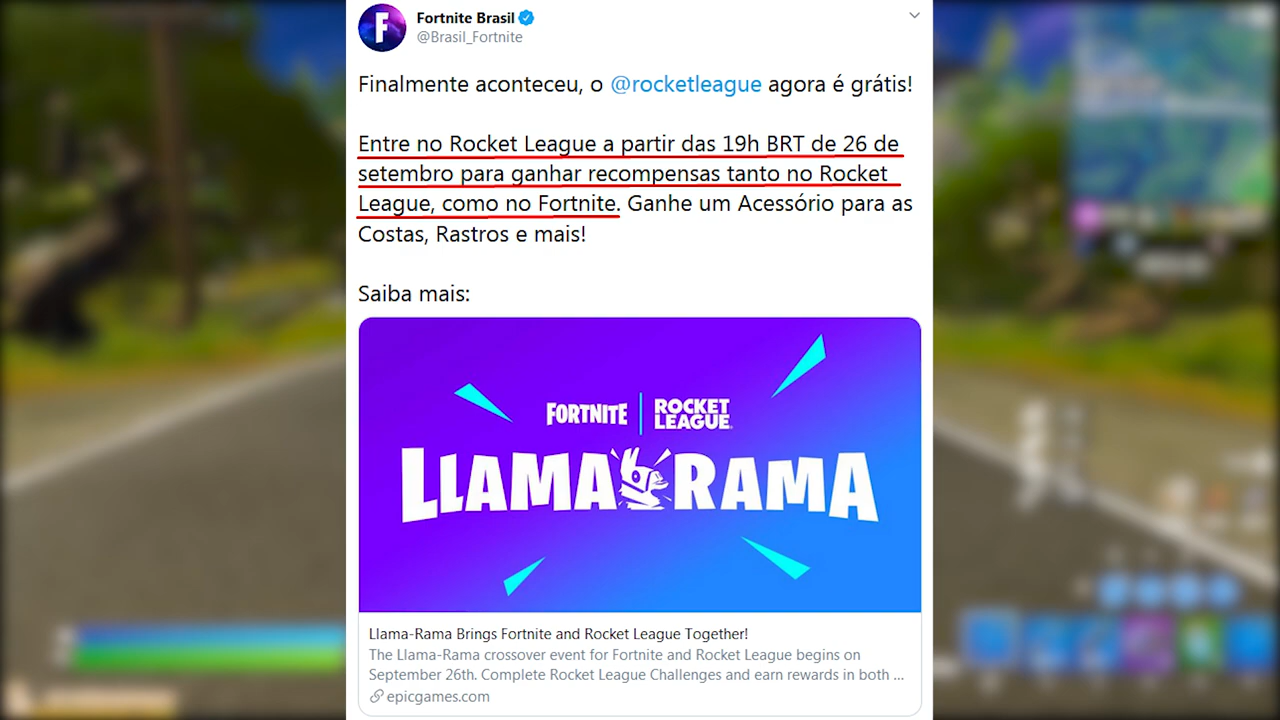 Fortnite Brasil
@Brasil_Fortnite
Finalmente aconteceu, o @rocketleague agora é grátis!
Entre no Rocket League a partir das 19h BRT de 26 de
setembro para ganhar recompensas tanto no Rocket
League, como no Fortnite. Ganhe um Acessório para as
Costas, Rastros e mais!
Saiba mais:
FORTNITE ROCKET LEAGUE
LLAMA RAMA
Llama-Rama Brings Fortnite and Rocket League Together!
The Llama-Rama crossover event for Fortnite and Rocket League begins on
September 26th. Complete Rocket League Challenges and earn rewards in both ...
epicgames.com